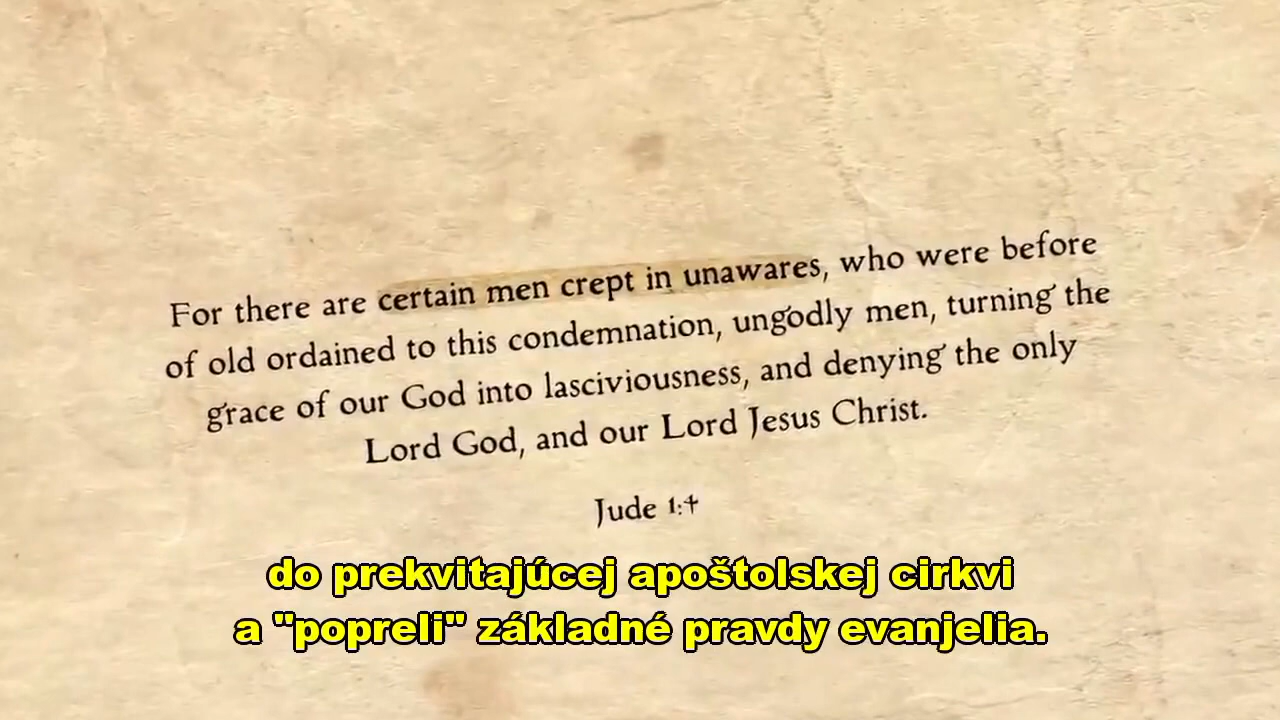 For there are certain men crept in unawares, who were before
of old ordained to this condemnation, ungodly men, turning the
grace of our God into lasciviousness, and denying the only
Lord God, and our Lord Jesus Christ.
Jude 1:4
do prekvitajúcej apoštolskej cirkvi
a "popreli" základné pravdy evanjelia.